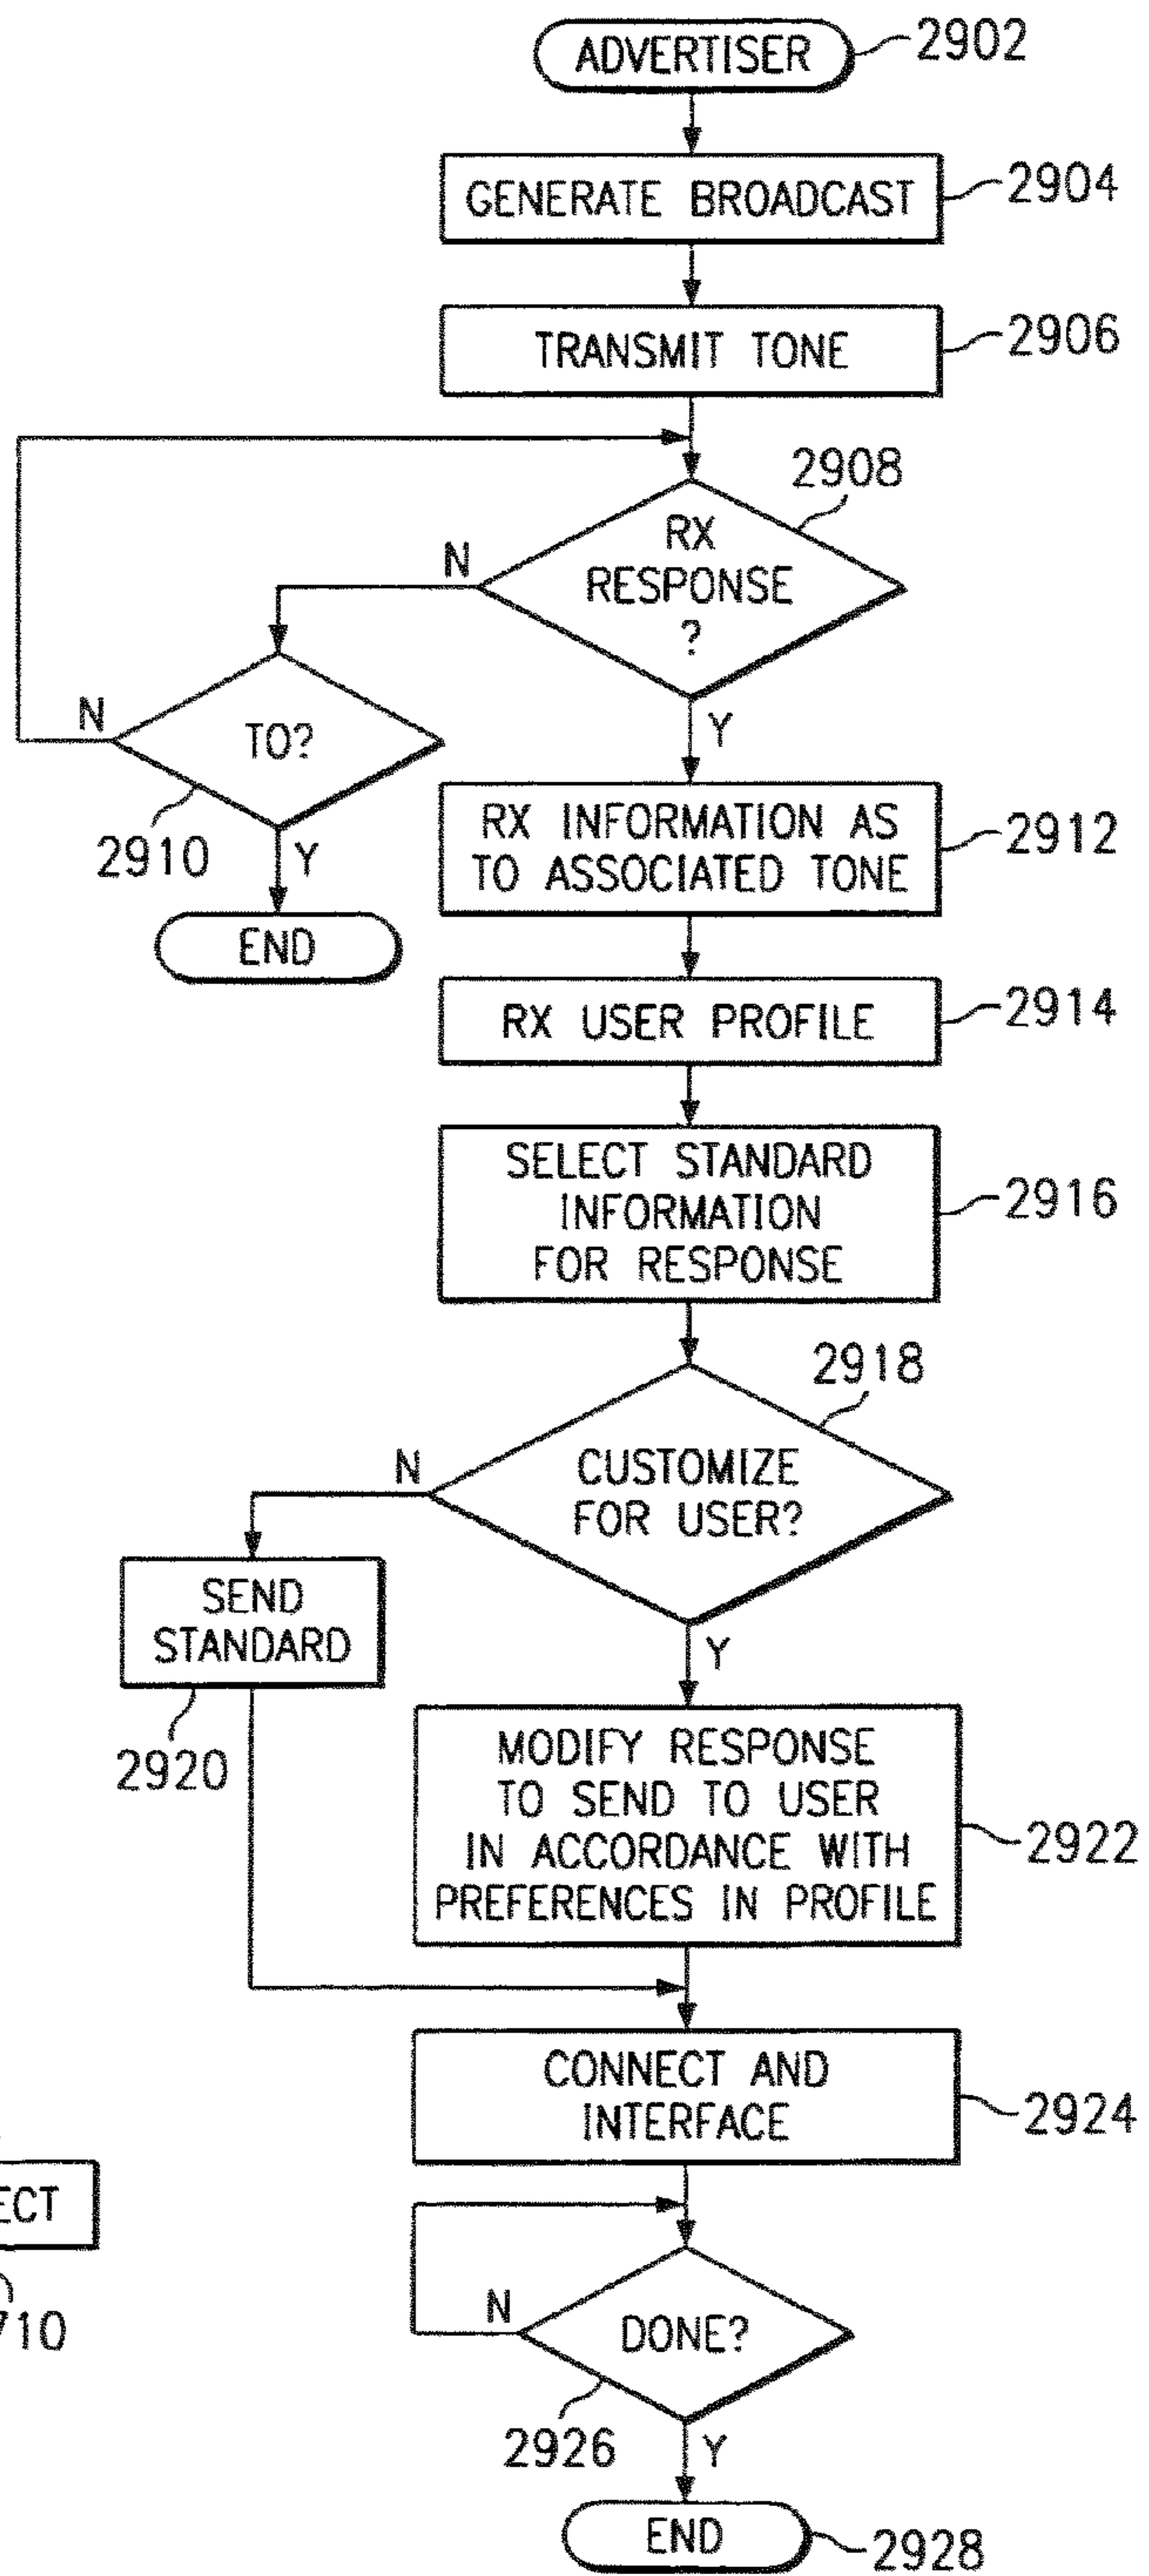 ADVERTISER
2902
GENERATE BROADCAST
2904
TRANSMIT TONE
2906
2908
RX
RESPONSE
?
N
Y
TO?
N
2910
Y
END
RX INFORMATION AS
TO ASSOCIATED TONE
2912
RX USER PROFILE
2914
SELECT STANDARD
INFORMATION
FOR RESPONSE
2916
2918
CUSTOMIZE
FOR USER?
N
Y
SEND
STANDARD
2920
MODIFY RESPONSE
TO SEND TO USER
IN ACCORDANCE WITH
PREFERENCES IN PROFILE
2922
CONNECT AND
INTERFACE
2924
ECT
710
DONE?
N
2926
Y
END
2928